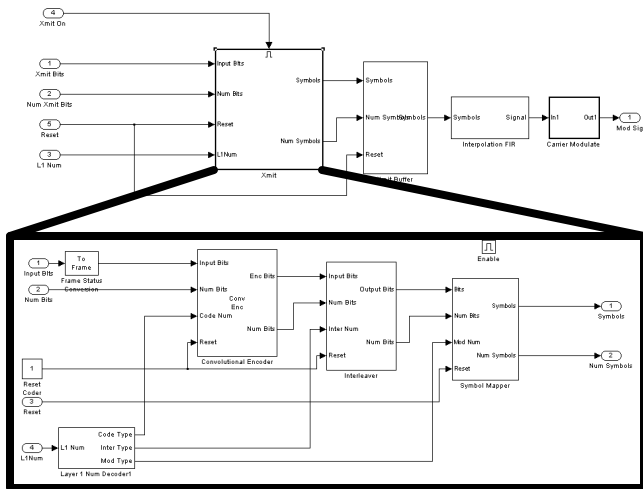 4
Xmit On
1
Xmit Bits
2
Num Xmit Bits
5
Reset
3
L1 Num
Input Bits
Num Bits
Reset
L1Num
Symbols
Num Symbols
Xmit
Symbols
Num Symbols
Symbols
Reset
Buffer
Symbols
Signal
Interpolation FIR
In1
Out1
Carrier Modulate
1
Mod Sig
1
Input Bits
To
Frame
Frame Status
Conversion
2
Num Bits
Input Bits
Num Bits
Code Num
Reset
Conv
Enc
Enc Bits
Num Bits
Convolutional Encoder
Input Bits
Num Bits
Inter Num
Reset
Output Bits
Num Bits
Interleaver
Enable
Bits
Num Bits
Mod Num
Reset
Symbols
Num Symbols
Symbol Mapper
1
Symbols
2
Num Symbols
1
Reset
Coder
3
Reset
4
L1Num
L1 Num
Code Type
Inter Type
Mod Type
Layer 1 Num Decoder1